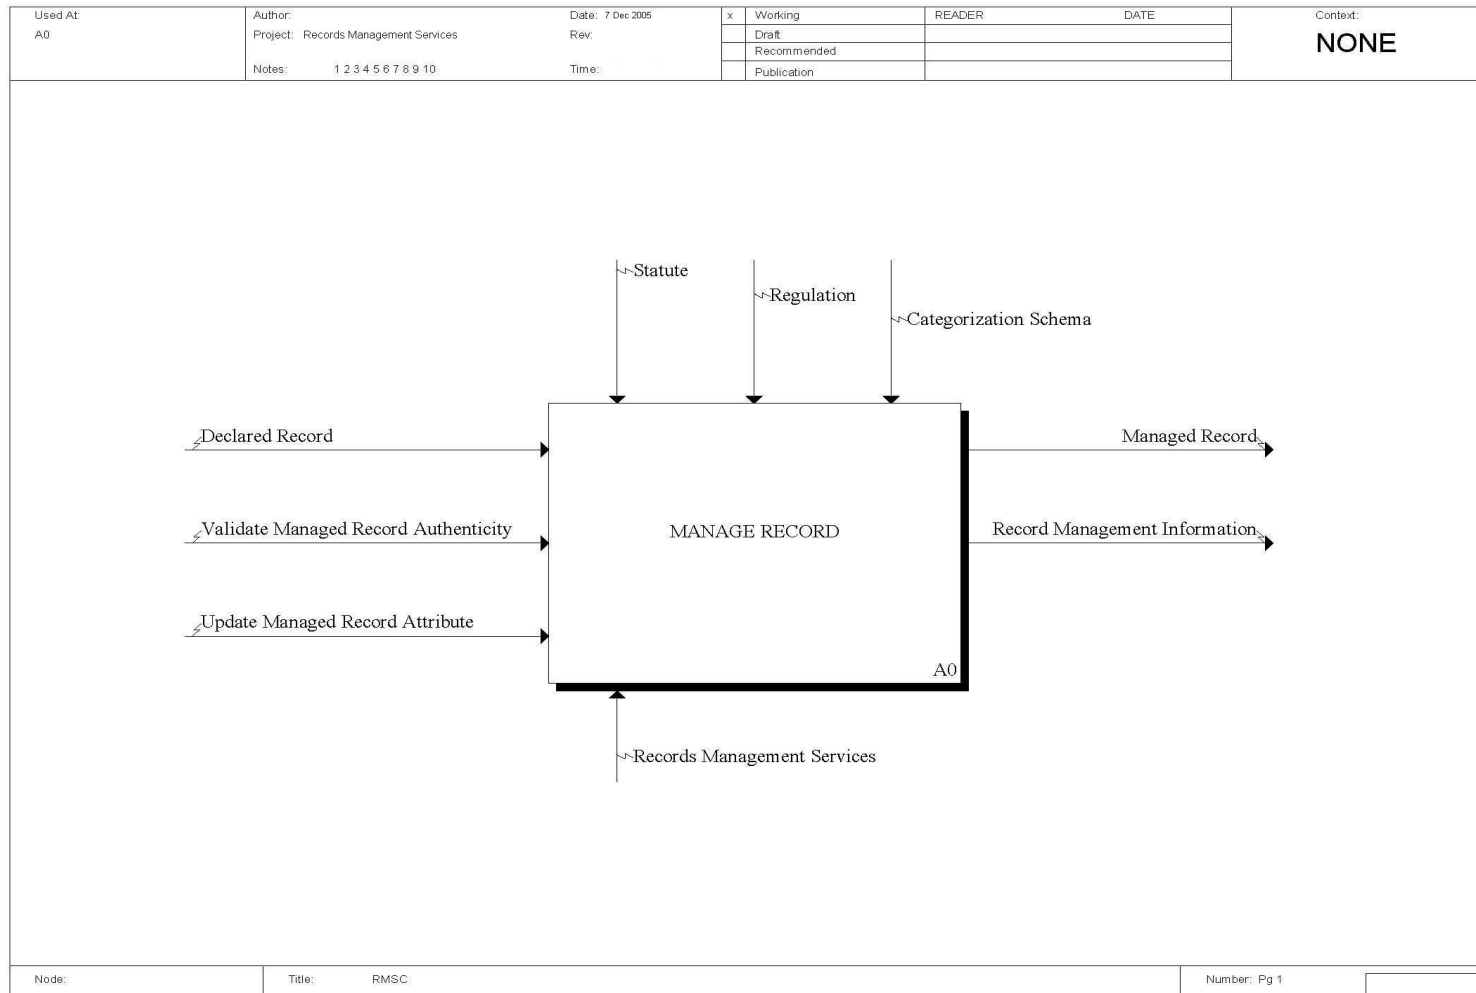 Used At:
A0
Author:
Project: Records Management Services
Notes: 1 2 3 4 5 6 7 8 9 10
Date: 7 Dec 2005
Rev:
Time:
x Working
Draft
Recommended
Publication
READER DATE
Context:
NONE
Statute
Regulation
Categorization Schema
Declared Record
Validate Managed Record Authenticity
Update Managed Record Attribute
MANAGE RECORD
A0
Managed Record
Record Management Information
Records Management Services
Node:
Title: RMSC
Number: Pg 1